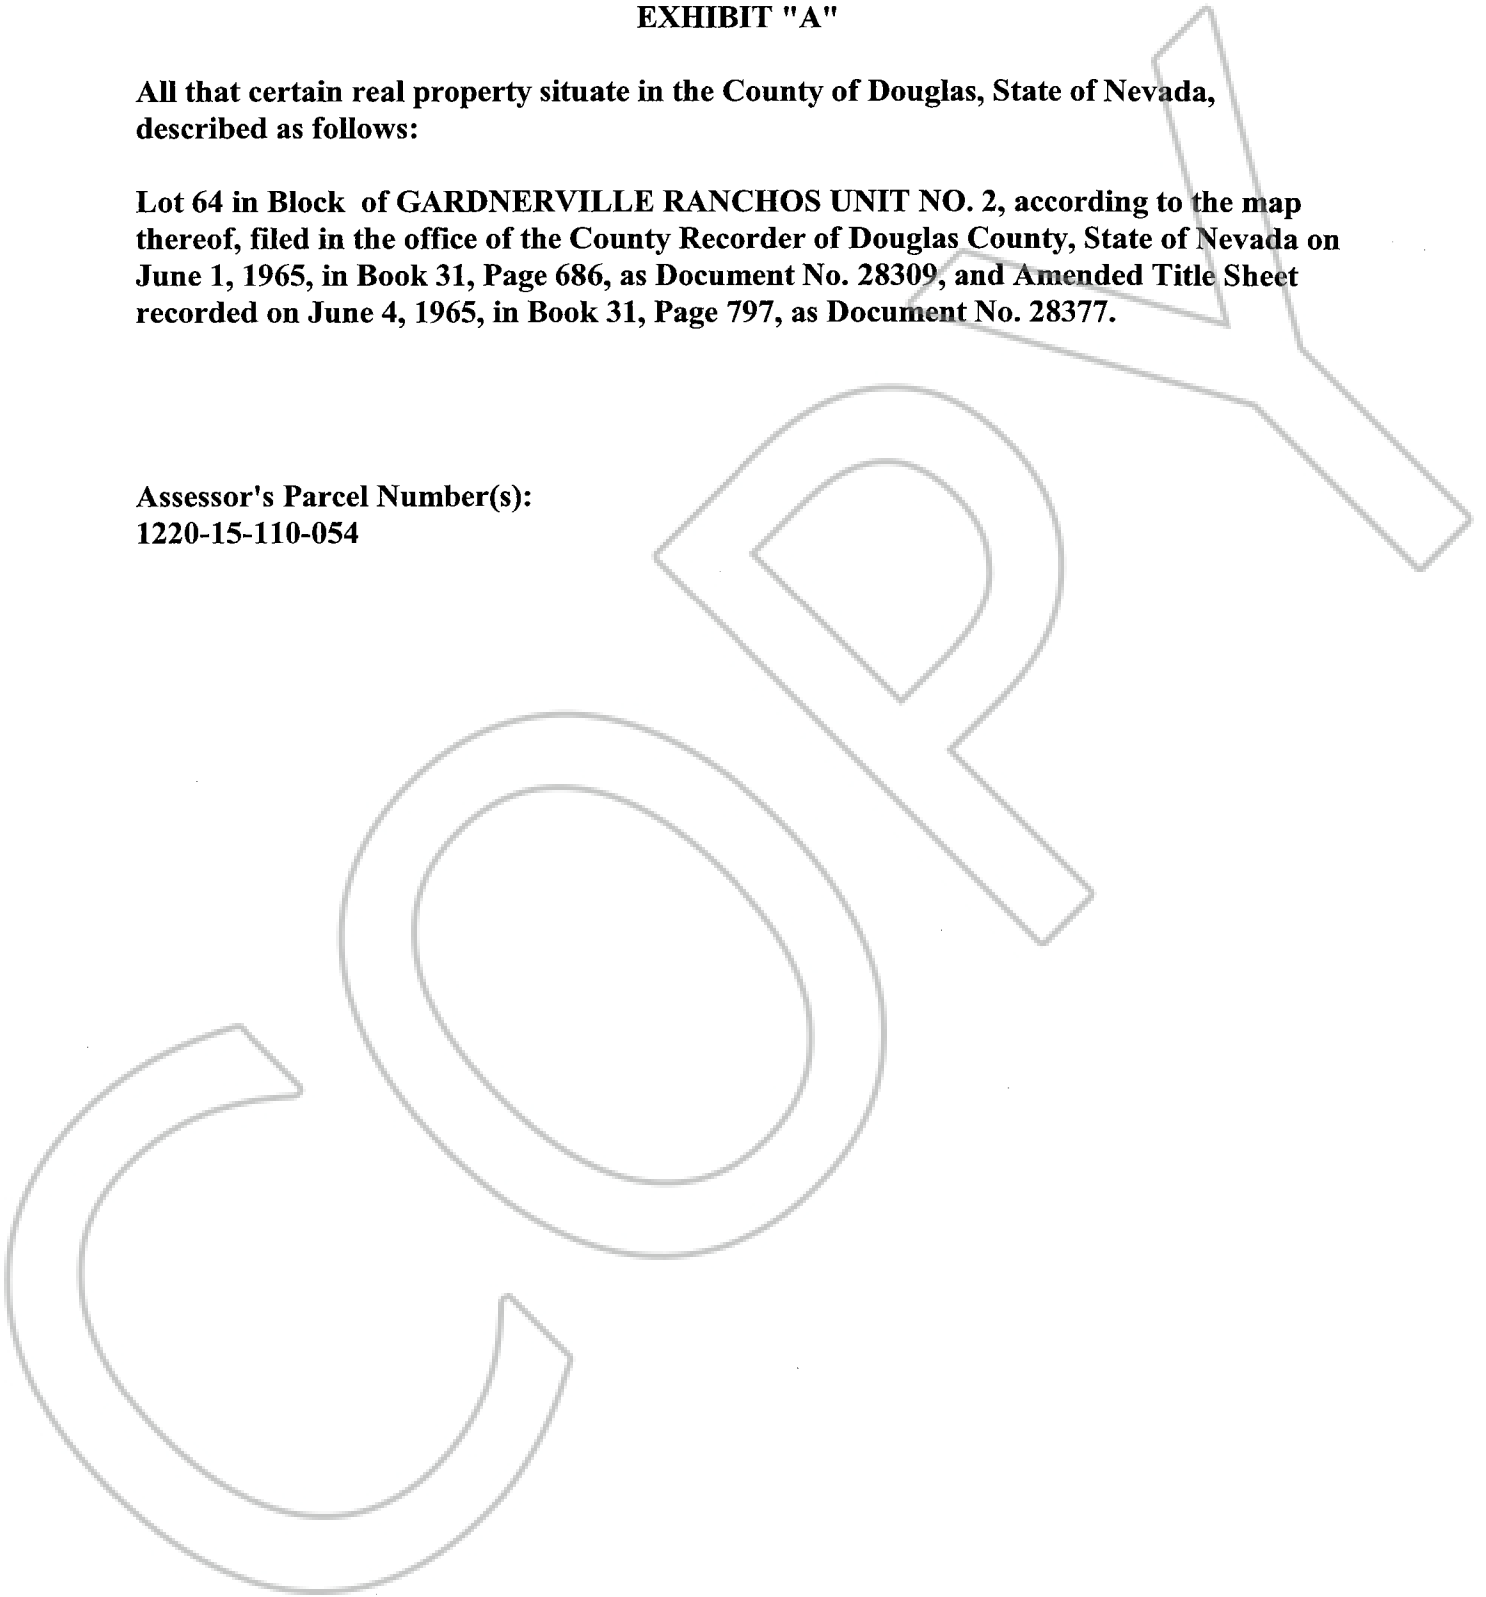 EXHIBIT "A"
All that certain real property situate in the County of Douglas, State of Nevada,
described as follows:
Lot 64 in Block  of GARDNERVILLE RANCHOS UNIT NO. 2, according to the map
thereof, filed in the office of the County Recorder of Douglas County, State of Nevada on
June 1, 1965, in Book 31, Page 686, as Document No. 28309, and Amended Title Sheet
recorded on June 4, 1965, in Book 31, Page 797, as Document No. 28377.
Assessor's Parcel Number(s):
1220-15-110-054
COPY